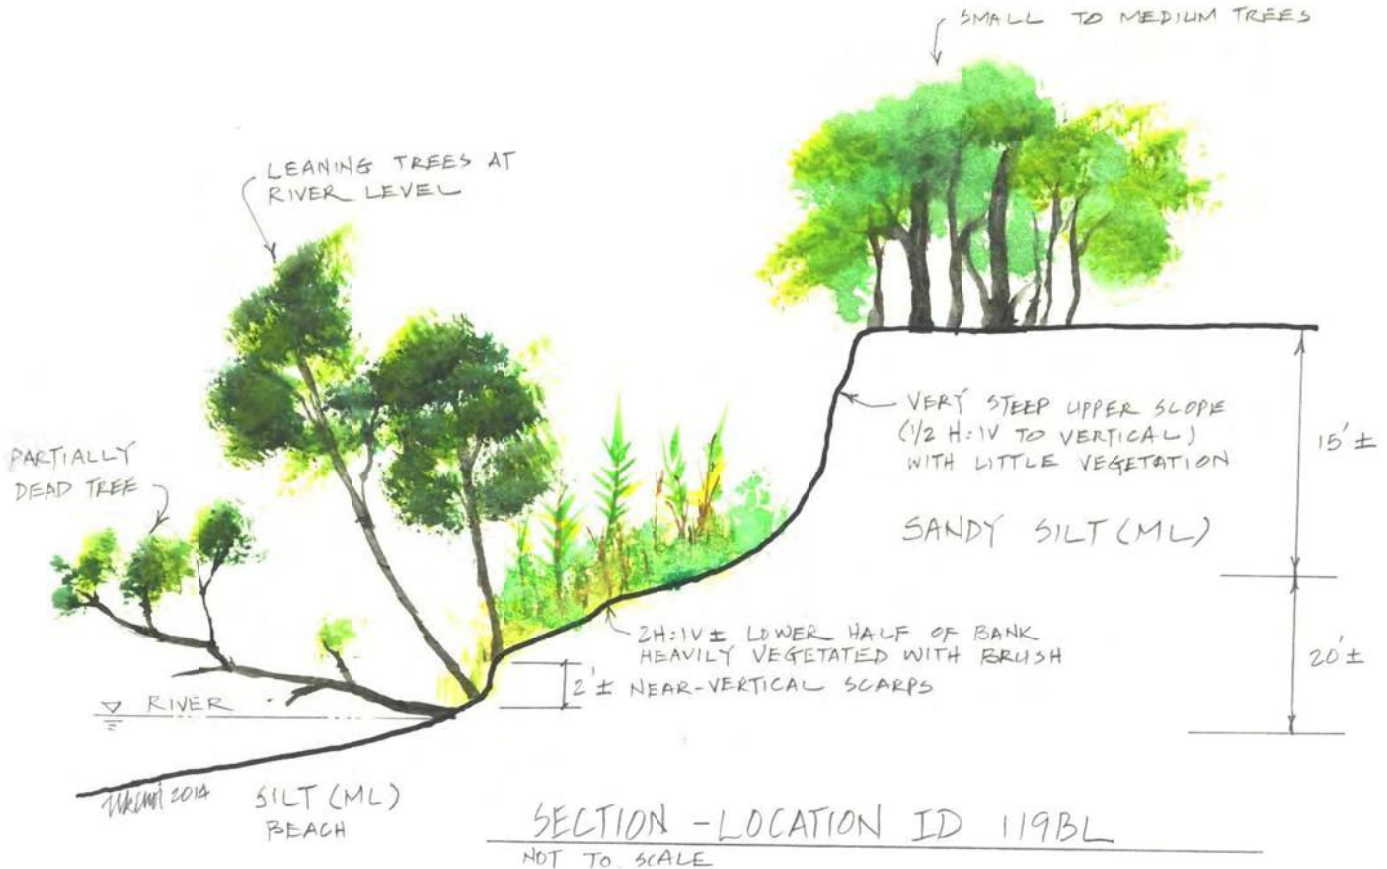 SMALL TO MEDIUM TREES
LEANING TREES AT
RIVER LEVEL
PARTIALLY
DEAD TREE
VERY STEEP UPPER SLOPE
(1/2 H:1V TO VERTICAL)
WITH LITTLE VEGETATION
15'±
SANDY SILT (ML)
2H:1V± LOWER HALF OF BANK
HEAVILY VEGETATED WITH BRUSH
20'±
2'± NEAR-VERTICAL SCARPS
RIVER
2014
SILT (ML)
BEACH
SECTION - LOCATION ID 119BL
NOT TO SCALE